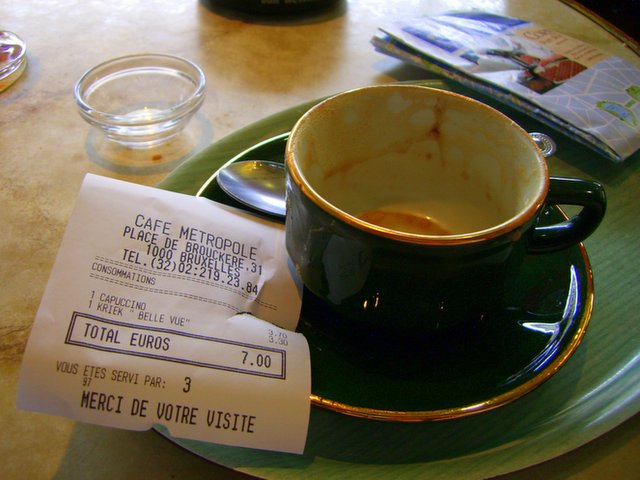 CAFE METROPOLE
PLACE DE BROUCKERE,31
1000 BRUXELLES
TEL.(32)02:219.23.84
CONSOMMATIONS
1 CAPUCCINO 3.70
1 KRIEK " BELLE VUE" 3.30
TOTAL EUROS 7.00
VOUS ETES SERVI PAR: 3
97
MERCI DE VOTRE VISITE